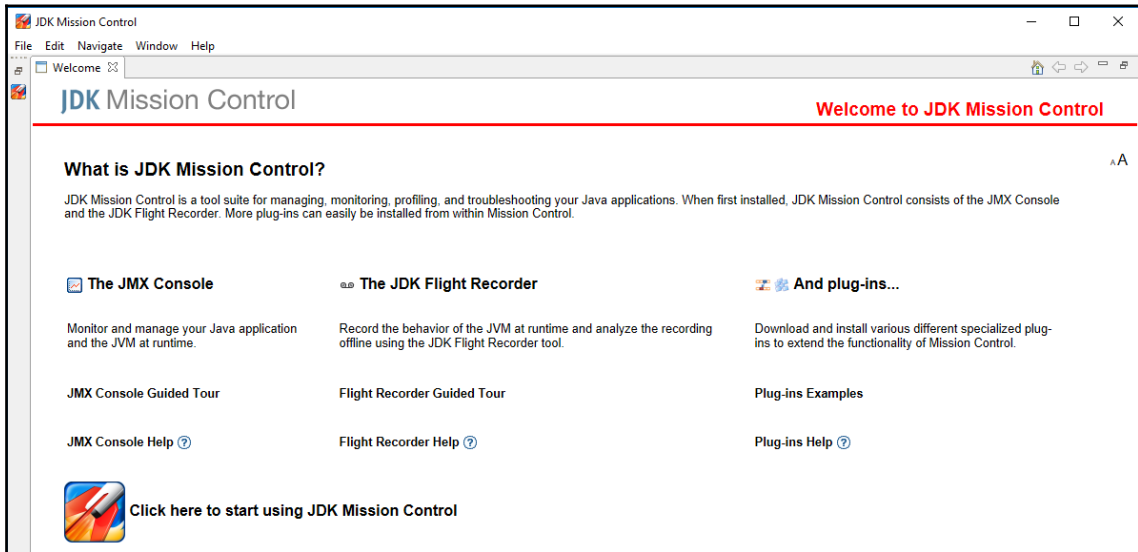 JDK Mission Control
File Edit Navigate Window Help
Welcome
JDK Mission Control
Welcome to JDK Mission Control
What is JDK Mission Control?
AA
JDK Mission Control is a tool suite for managing, monitoring, profiling, and troubleshooting your Java applications. When first installed, JDK Mission Control consists of the JMX Console
and the JDK Flight Recorder. More plug-ins can easily be installed from within Mission Control.
The JMX Console
Monitor and manage your Java application
and the JVM at runtime.
JMX Console Guided Tour
JMX Console Help ?
The JDK Flight Recorder
Record the behavior of the JVM at runtime and analyze the recording
offline using the JDK Flight Recorder tool.
Flight Recorder Guided Tour
Flight Recorder Help ?
And plug-ins...
Download and install various different specialized plug-
ins to extend the functionality of Mission Control.
Plug-ins Examples
Plug-ins Help ?
Click here to start using JDK Mission Control